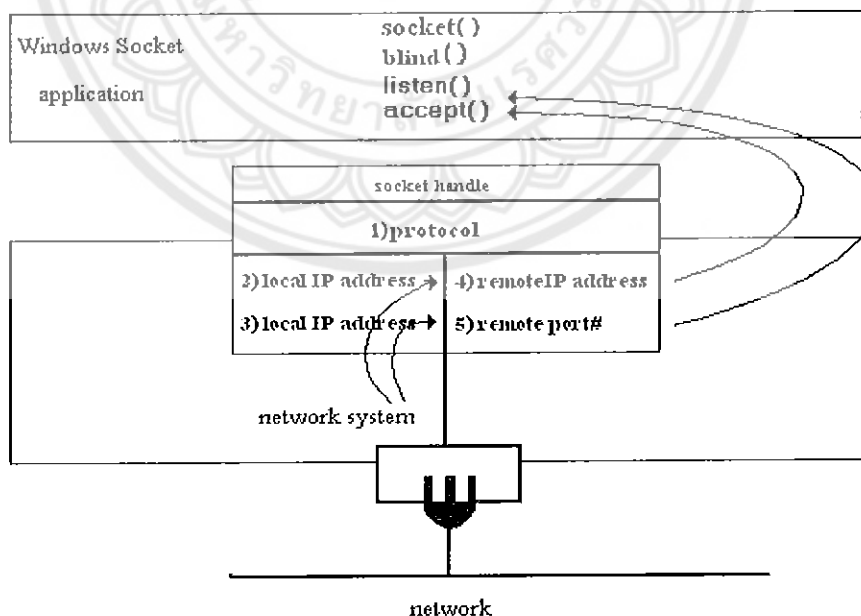 Windows Socket
application
socket()
blind()
listen()
accept()
socket handle
1)protocol
2)local IP address
4)remoteIP address
3)local IP address
5)remote port#
network system
network